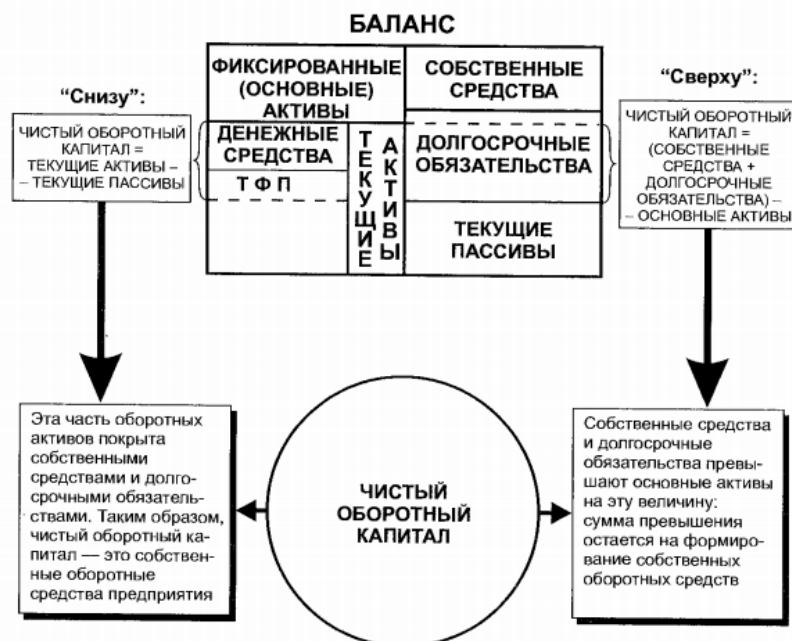 БАЛАНС
"Снизу":
ЧИСТЫЙ ОБОРОТНЫЙ
КАПИТАЛ =
ТЕКУЩИЕ АКТИВЫ –
– ТЕКУЩИЕ ПАССИВЫ
ФИКСИРОВАННЫЕ
(ОСНОВНЫЕ)
АКТИВЫ
ДЕНЕЖНЫЕ
СРЕДСТВА
ТФП
ТЕКУЩИЕ
АКТИВЫ
СОБСТВЕННЫЕ
СРЕДСТВА
ДОЛГОСРОЧНЫЕ
ОБЯЗАТЕЛЬСТВА
ТЕКУЩИЕ
ПАССИВЫ
"Сверху":
ЧИСТЫЙ ОБОРОТНЫЙ
КАПИТАЛ =
(СОБСТВЕННЫЕ
СРЕДСТВА +
ДОЛГОСРОЧНЫЕ
ОБЯЗАТЕЛЬСТВА) –
– ОСНОВНЫЕ АКТИВЫ
Эта часть оборотных
активов покрыта
собственными
средствами и долго-
срочными обязатель-
ствами. Таким образом,
чистый оборотный ка-
питал — это собствен-
ные оборотные
средства предприятия
ЧИСТЫЙ
ОБОРОТНЫЙ
КАПИТАЛ
Собственные средства
и долгосрочные
обязательства превы-
шают основные активы
на эту величину:
сумма превышения
остается на формиро-
вание собственных
оборотных средств